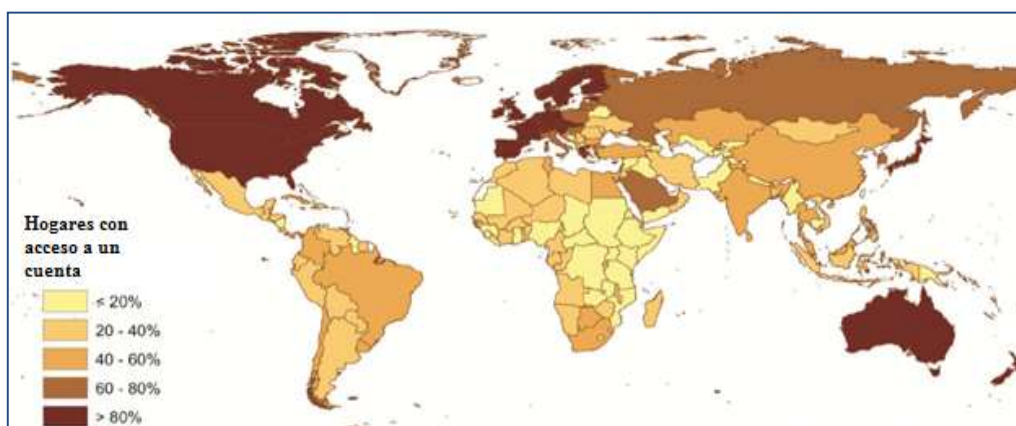 Hogares con
acceso a un
cuenta
≤ 20%
20 - 40%
40 - 60%
60 - 80%
> 80%